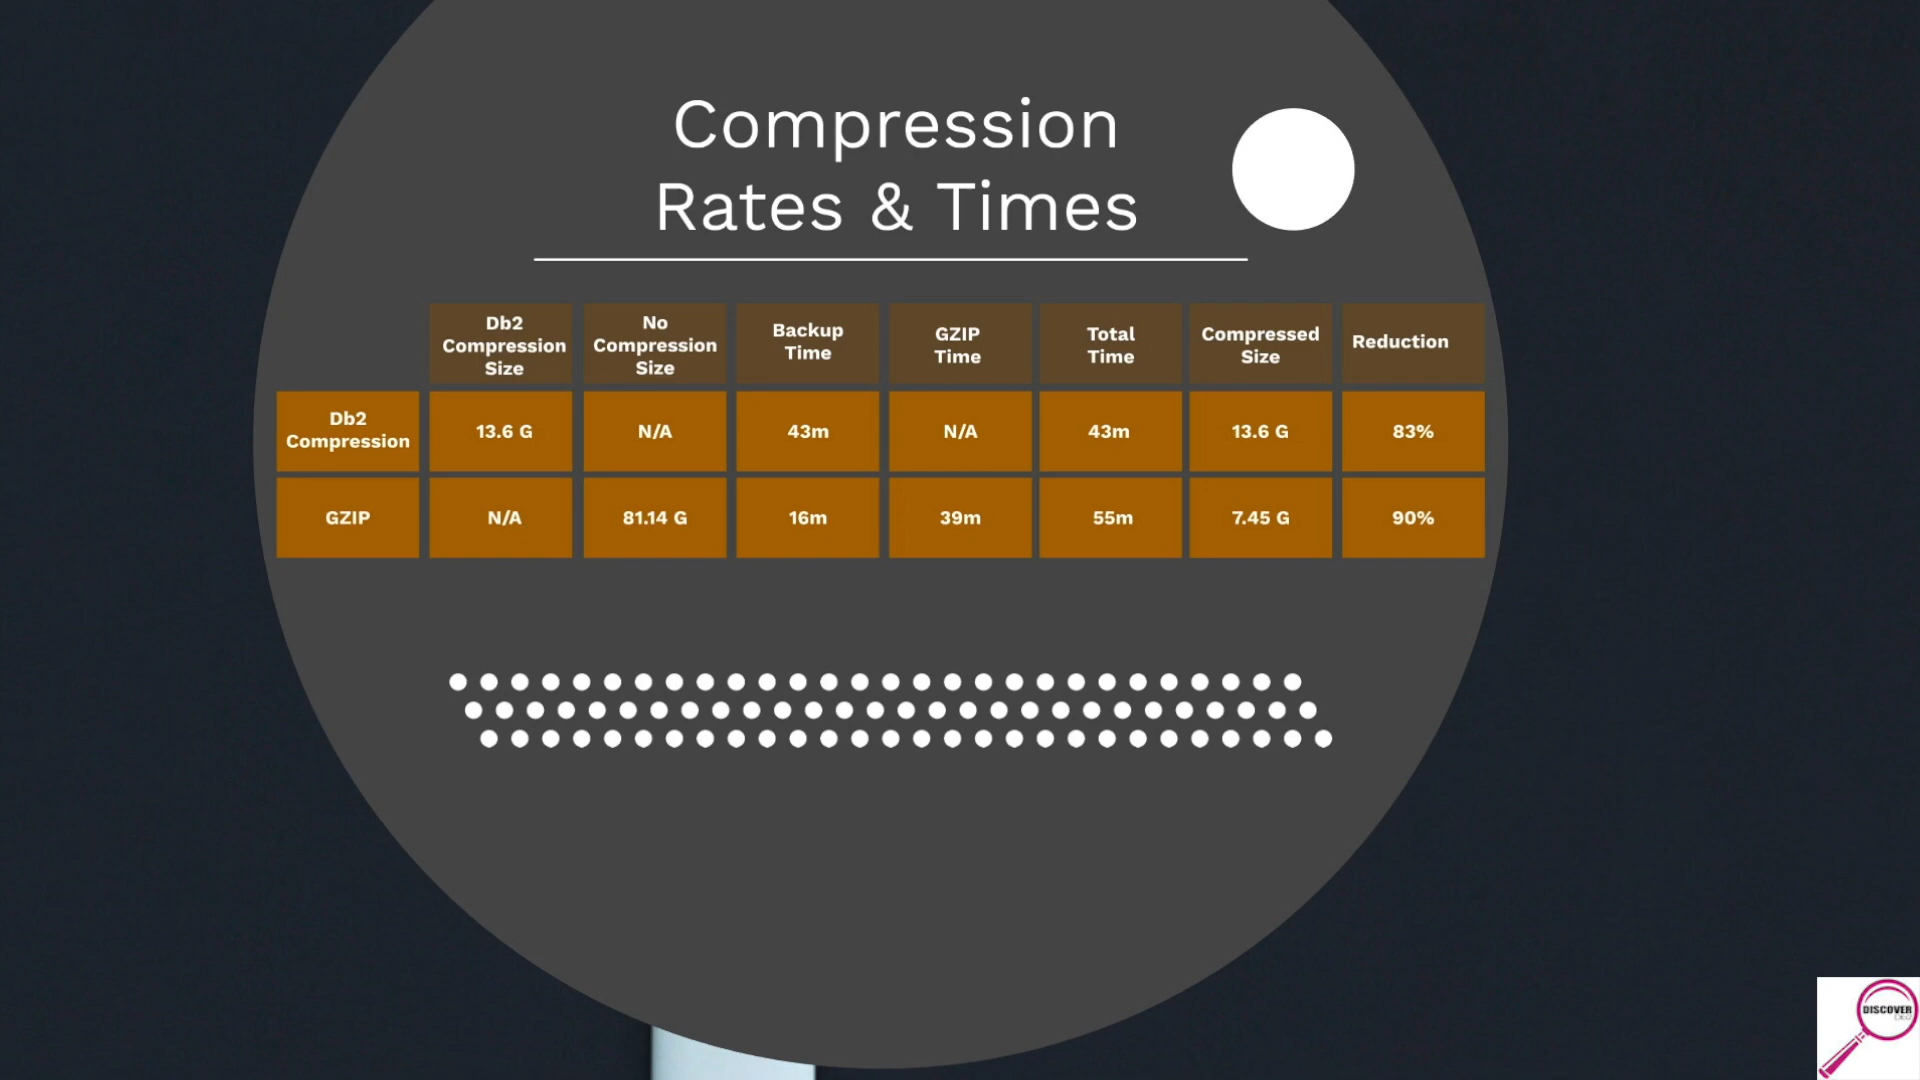 Compression
Rates & Times
Db2
Compression
Size
No
Compression
Size
Backup
Time
GZIP
Time
Total
Time
Compressed
Size
Reduction
Db2
Compression
13.6 G
N/A
43m
N/A
43m
13.6 G
83%
GZIP
N/A
81.14 G
16m
39m
55m
7.45 G
90%
DISCOVER